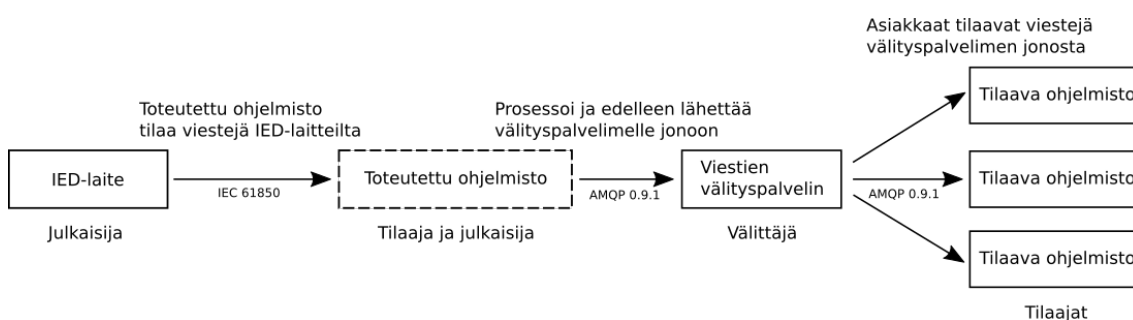 Asiakkaat tilaavat viestejä
välityspalvelimen jonosta
Toteutettu ohjelmisto
tilaa viestejä IED-laitteilta
Prosessoi ja edelleen lähettää
välityspalvelimelle jonoon
IED-laite
IEC 61850
Toteutettu ohjelmisto
AMQP 0.9.1
Viestien
välityspalvelin
AMQP 0.9.1
Tilaava ohjelmisto
Tilaava ohjelmisto
Tilaava ohjelmisto
Julkaisija
Tilaaja ja julkaisija
Välittäjä
Tilaajat